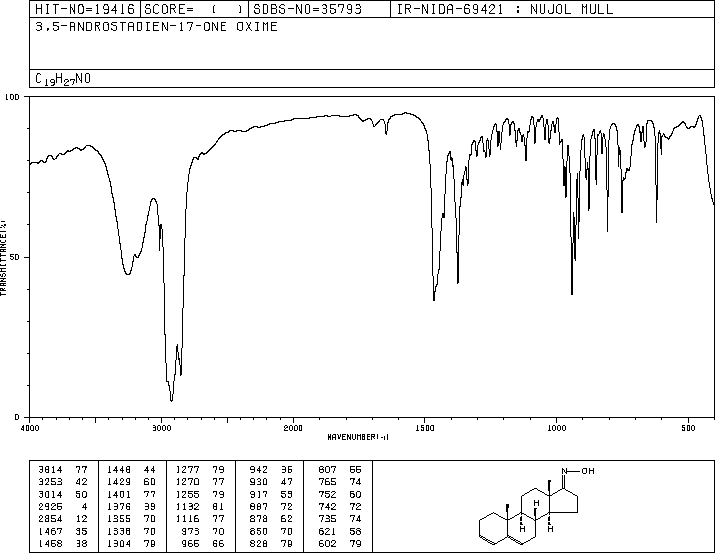 HIT-NO=19416 SCORE= ( ) SDBS-NO=35793 IR-NIDA-69421 : NUJOL MULL
3,5-ANDROSTADIEN-17-ONE OXIME
C19H27NO
100
50
0
TRANSMITTANCE(%)
4000 3000 2000 1500 1000 500
WAVENUMBER(-1)
3814 77 1448 44 1277 79 942 36 807 55
3253 42 1429 60 1270 77 930 47 765 74
3014 50 1401 77 1255 79 917 53 752 60
2925 4 1376 39 1132 81 887 72 742 72
2854 12 1355 70 1116 77 878 62 735 74
1467 35 1338 70 973 70 850 70 621 58
1458 38 1304 79 965 66 828 79 602 79
N OH
H
H H